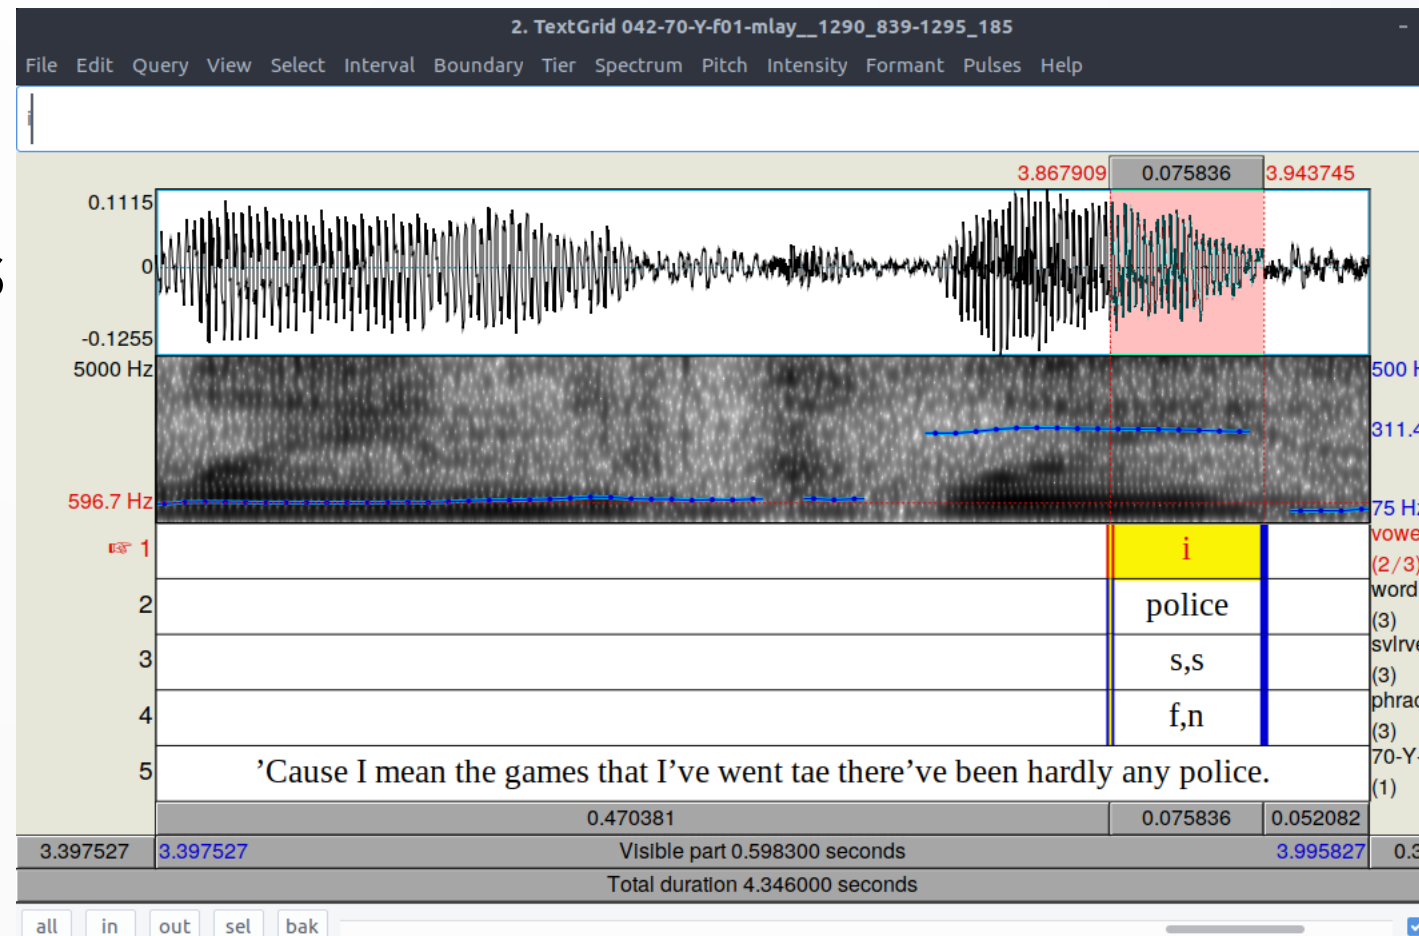 2. TextGrid 042-70-Y-f01-mlay__1290_839-1295_185
File Edit Query View Select Interval Boundary Tier Spectrum Pitch Intensity Formant Pulses Help
i
3.867909 0.075836 3.943745
0.1115
0
-0.1255
5000 Hz 500 H
311.4
596.7 Hz 75 Hz
☞ 1 i vowe
(2/3)
2 police word
(3)
3 s,s svlrve
(3)
4 f,n phrac
(3)
5 ’Cause I mean the games that I’ve went tae there’ve been hardly any police. 70-Y-
(1)
0.470381 0.075836 0.052082
3.397527 3.397527 Visible part 0.598300 seconds 3.995827 0.3
Total duration 4.346000 seconds
all in out sel bak